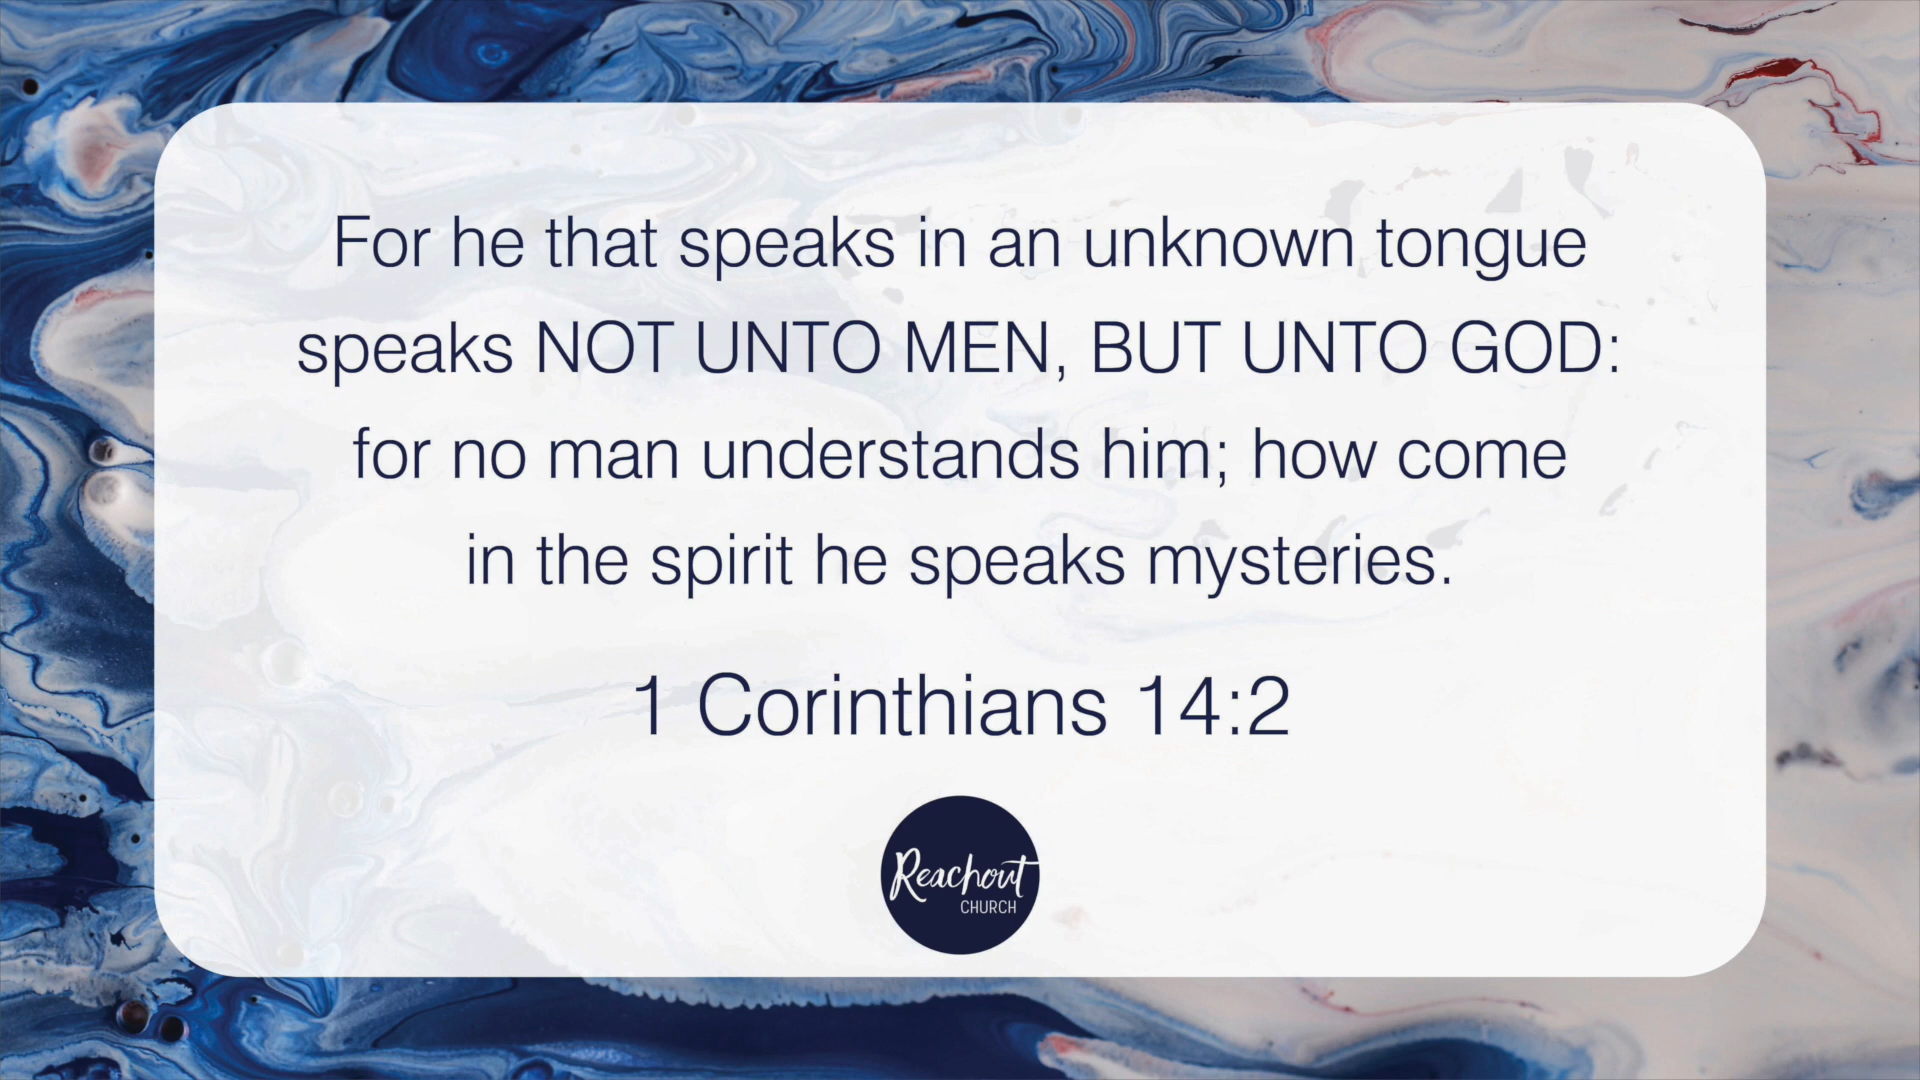 For he that speaks in an unknown tongue
speaks NOT UNTO MEN, BUT UNTO GOD:
for no man understands him; how come
in the spirit he speaks mysteries.
1 Corinthians 14:2
Reachout
CHURCH